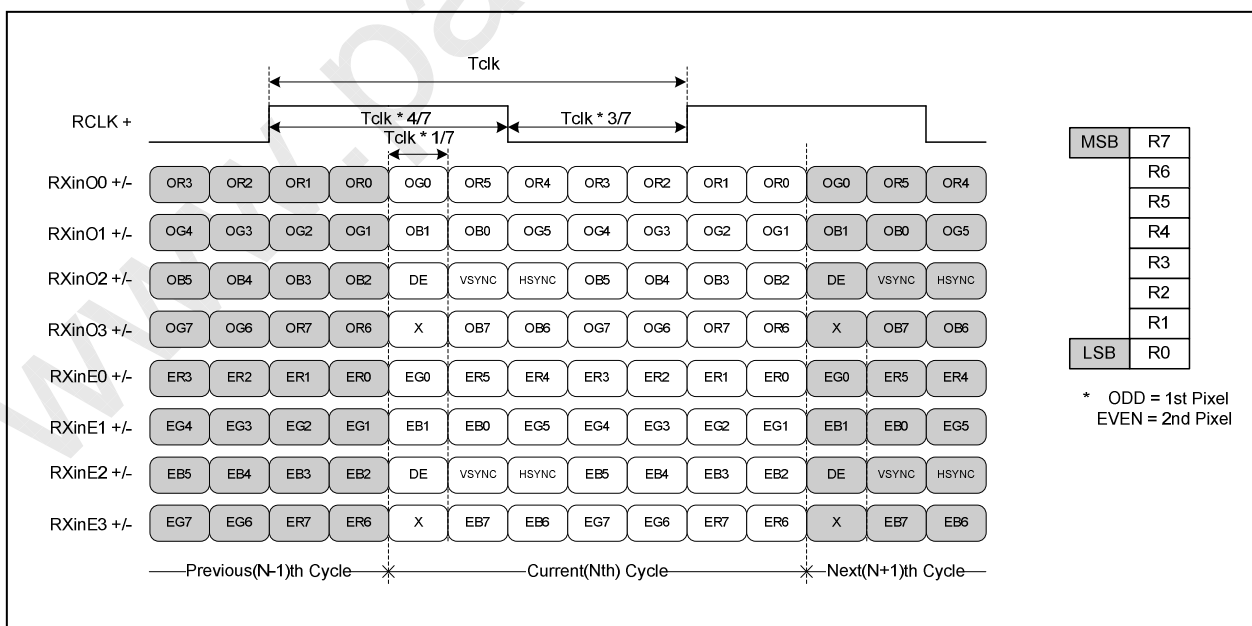 www.pa
Tclk
RCLK +
Tclk * 4/7
Tclk * 3/7
Tclk * 1/7
RXinO0 +/- OR3 OR2 OR1 OR0 OG0 OR5 OR4 OR3 OR2 OR1 OR0 OG0 OR5 OR4
RXinO1 +/- OG4 OG3 OG2 OG1 OB1 OB0 OG5 OG4 OG3 OG2 OG1 OB1 OB0 OG5
RXinO2 +/- OB5 OB4 OB3 OB2 DE VSYNC HSYNC OB5 OB4 OB3 OB2 DE VSYNC HSYNC
RXinO3 +/- OG7 OG6 OR7 OR6 X OB7 OB6 OG7 OG6 OR7 OR6 X OB7 OB6
RXinE0 +/- ER3 ER2 ER1 ER0 EG0 ER5 ER4 ER3 ER2 ER1 ER0 EG0 ER5 ER4
RXinE1 +/- EG4 EG3 EG2 EG1 EB1 EB0 EG5 EG4 EG3 EG2 EG1 EB1 EB0 EG5
RXinE2 +/- EB5 EB4 EB3 EB2 DE VSYNC HSYNC EB5 EB4 EB3 EB2 DE VSYNC HSYNC
RXinE3 +/- EG7 EG6 ER7 ER6 X EB7 EB6 EG7 EG6 ER7 ER6 X EB7 EB6
Previous(N-1)th Cycle Current(Nth) Cycle Next(N+1)th Cycle
MSB R7
R6
R5
R4
R3
R2
R1
LSB R0
* ODD = 1st Pixel
EVEN = 2nd Pixel